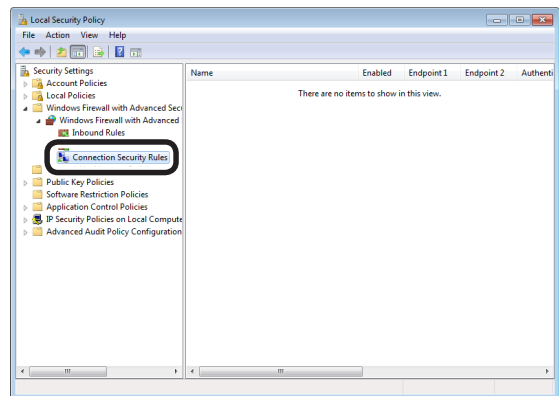 Local Security Policy
File Action View Help
Name Enabled Endpoint 1 Endpoint 2 Authenti
There are no items to show in this view.
Security Settings
Account Policies
Local Policies
Windows Firewall with Advanced Secu
Windows Firewall with Advanced
Inbound Rules
Connection Security Rules
Public Key Policies
Software Restriction Policies
Application Control Policies
IP Security Policies on Local Compute
Advanced Audit Policy Configuration